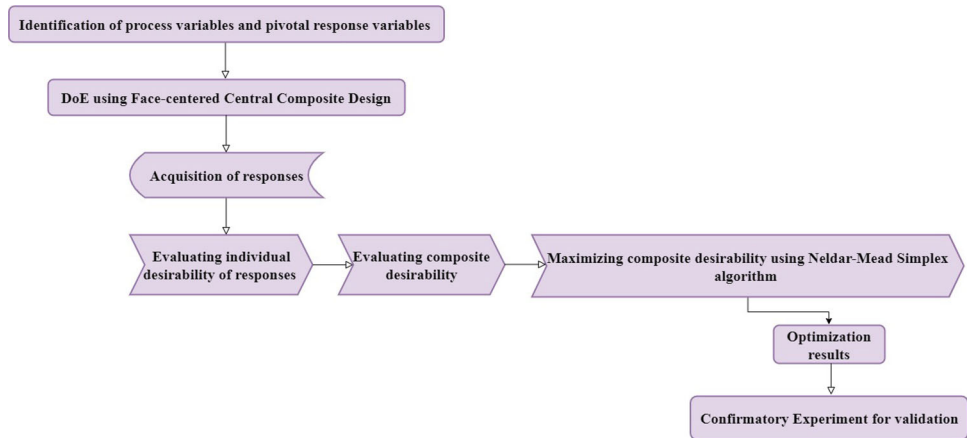 Identification of process variables and pivotal response variables
DoE using Face-centered Central Composite Design
Acquisition of responses
Evaluating individual
desirability of responses
Evaluating composite
desirability
Maximizing composite desirability using Neldar-Mead Simplex
algorithm
Optimization
results
Confirmatory Experiment for validation